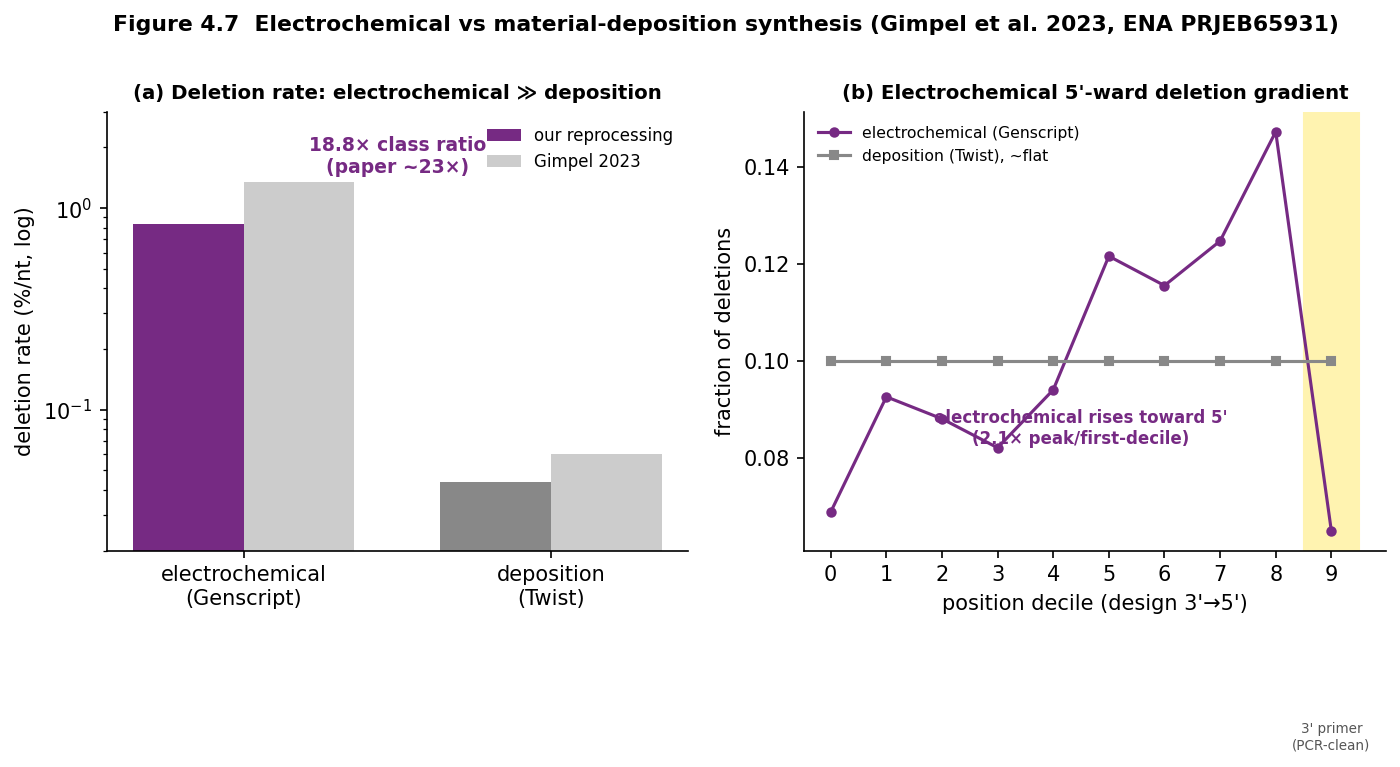 Figure 4.7  Electrochemical vs material-deposition synthesis (Gimpel et al. 2023, ENA PRJEB65931)
(a) Deletion rate: electrochemical ≫ deposition
18.8× class ratio
(paper ~23×)
our reprocessing
Gimpel 2023
deletion rate (%/nt, log)
10⁰
10⁻¹
electrochemical
(Genscript)
deposition
(Twist)
(b) Electrochemical 5'-ward deletion gradient
electrochemical (Genscript)
deposition (Twist), ~flat
fraction of deletions
0.14
0.12
0.10
0.08
electrochemical rises toward 5'
(2.1× peak/first-decile)
0 1 2 3 4 5 6 7 8 9
position decile (design 3'→5')
3' primer
(PCR-clean)